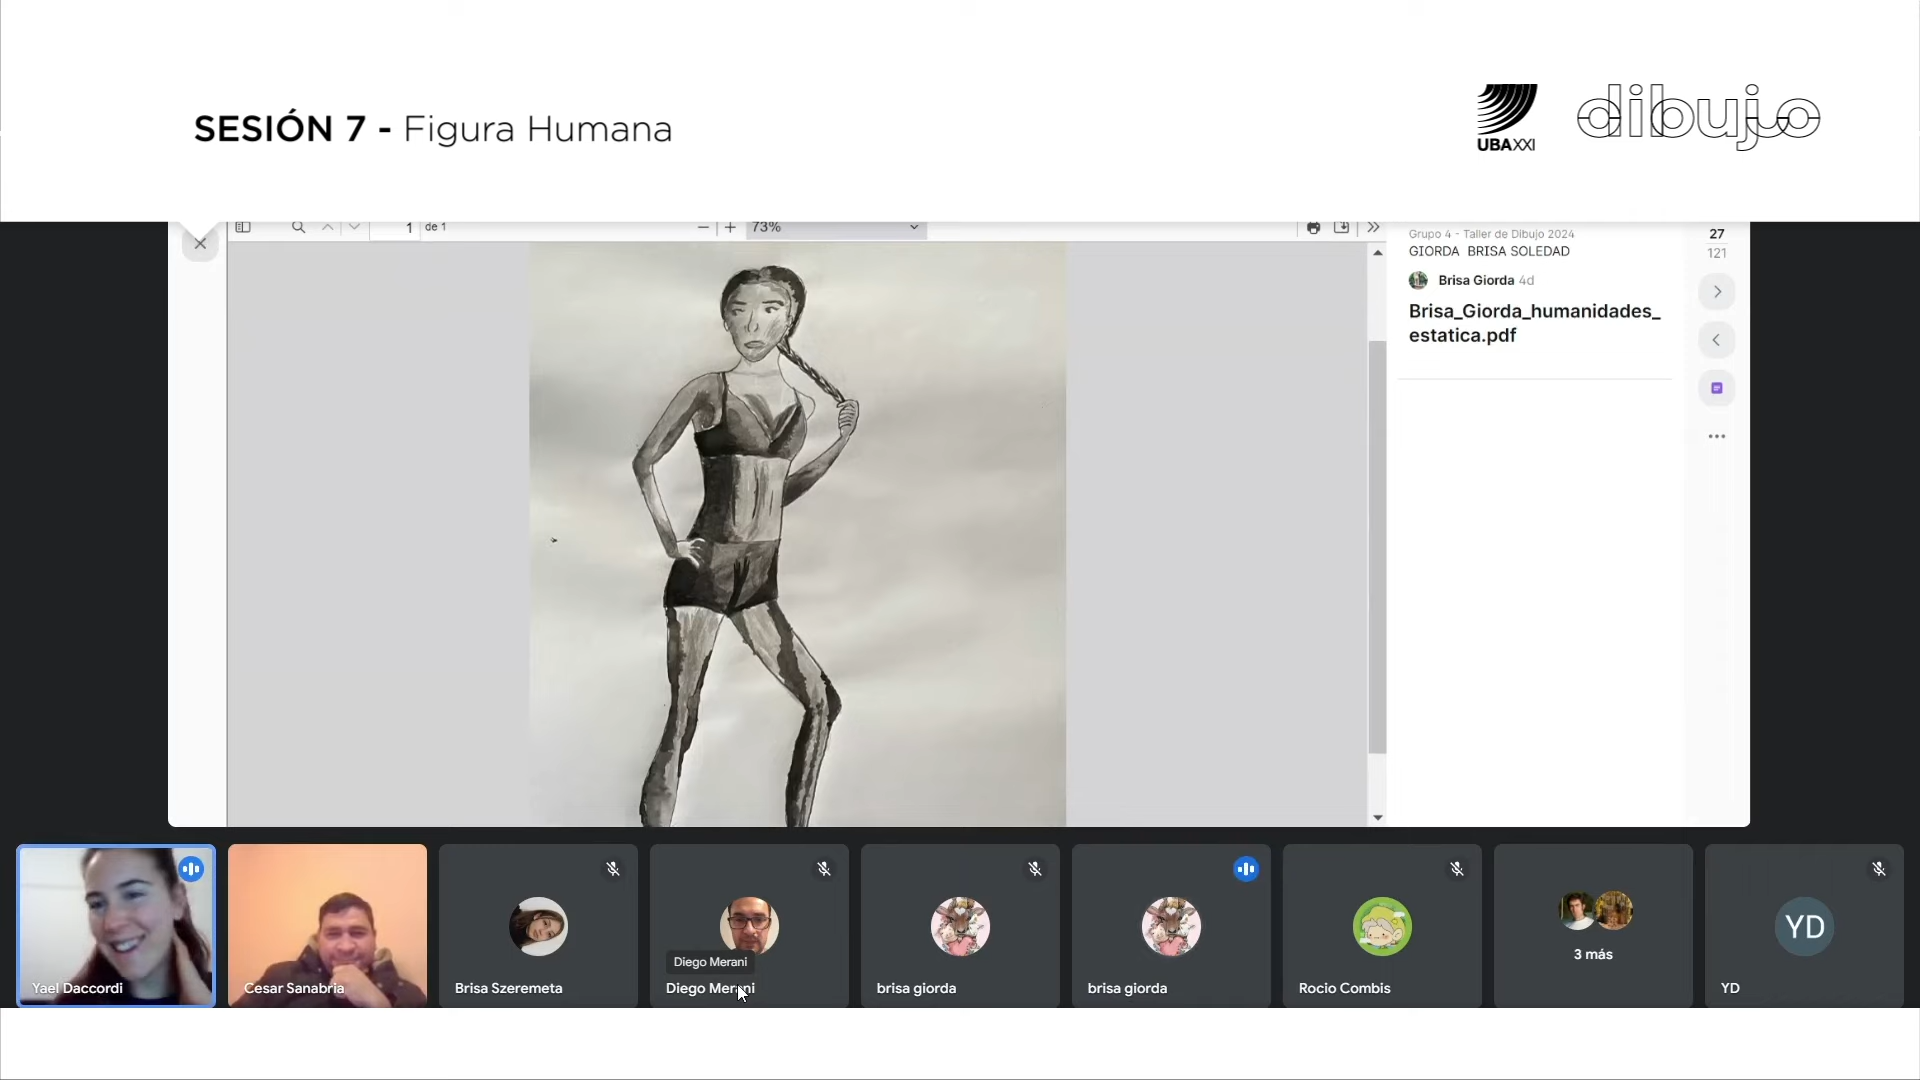 SESIÓN 7 - Figura Humana
UBAXXI
dibujo
1 de 1
73%
Grupo 4 - Taller de Dibujo 2024
GIORDA BRISA SOLEDAD
Brisa Giorda 4d
Brisa_Giorda_humanidades_
estatica.pdf
27
121
Yael Daccordi
Cesar Sanabria
Brisa Szeremeta
Diego Merani
Diego Merani
brisa giorda
brisa giorda
Rocio Combis
3 más
YD
YD